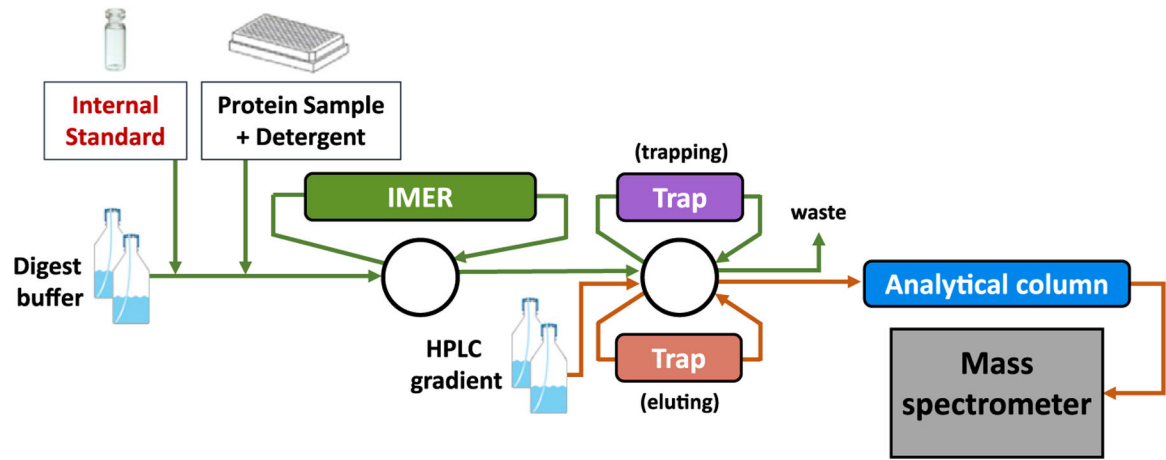 Internal
Standard
Protein Sample
+ Detergent
(trapping)
IMER
Trap
waste
Digest
buffer
Analytical column
HPLC
gradient
Trap
(eluting)
Mass
spectrometer